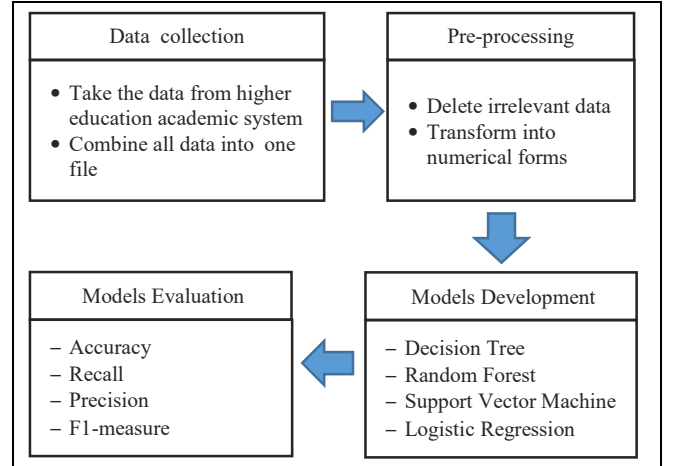 Data collection
• Take the data from higher
education academic system
• Combine all data into one
file
Pre-processing
• Delete irrelevant data
• Transform into
numerical forms
Models Evaluation
– Accuracy
– Recall
– Precision
– F1-measure
Models Development
– Decision Tree
– Random Forest
– Support Vector Machine
– Logistic Regression